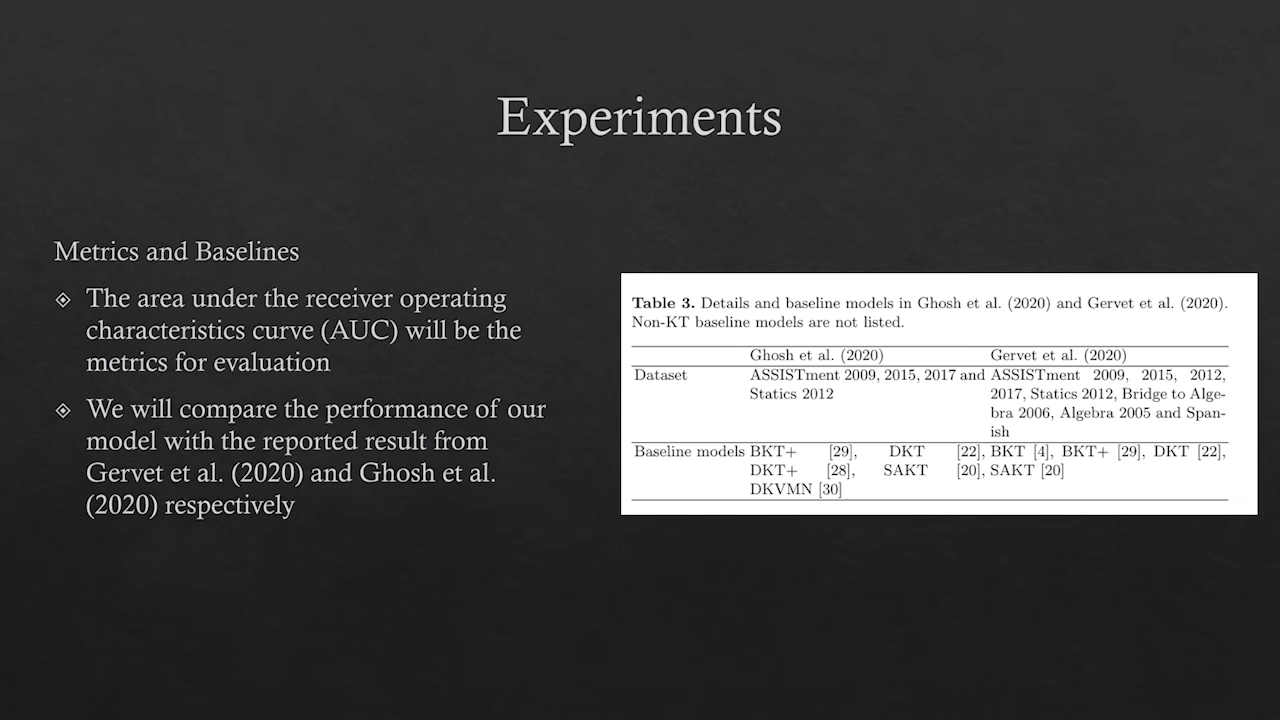 Experiments
Metrics and Baselines
The area under the receiver operating
characteristics curve (AUC) will be the
metrics for evaluation
We will compare the performance of our
model with the reported result from
Gervet et al. (2020) and Ghosh et al.
(2020) respectively
Table 3. Details and baseline models in Ghosh et al. (2020) and Gervet et al. (2020).
Non-KT baseline models are not listed.
Ghosh et al. (2020) Gervet et al. (2020)
Dataset ASSISTment 2009, 2015, 2017 and ASSISTment 2009, 2015, 2012,
Statics 2012 2017, Statics 2012, Bridge to Alge-
bra 2006, Algebra 2005 and Span-
ish
Baseline models BKT+ [29], DKT [22], BKT [4], BKT+ [29], DKT [22],
DKT+ [28], SAKT [20], SAKT [20]
DKVMN [30]